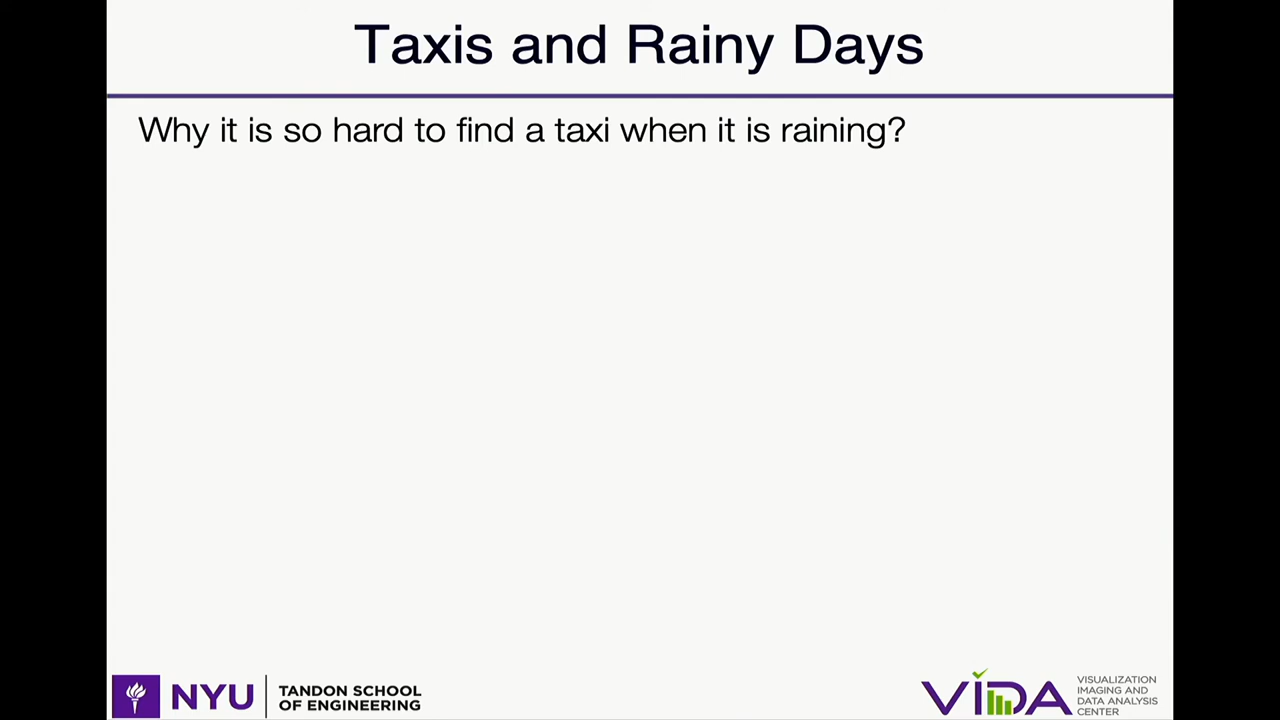 Taxis and Rainy Days
Why it is so hard to find a taxi when it is raining?
NYU
TANDON SCHOOL
OF ENGINEERING
VIDA
VISUALIZATION
IMAGING AND
DATA ANALYSIS
CENTER